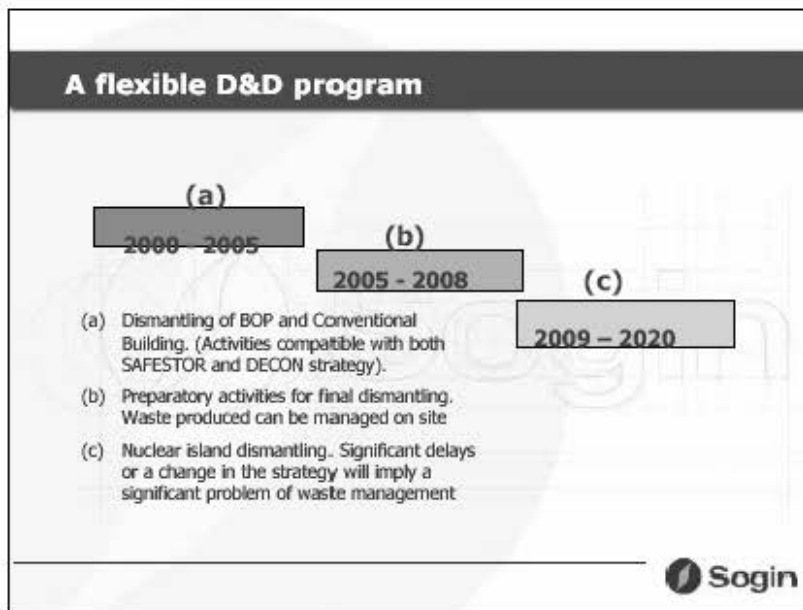 A flexible D&D program
(a)
2000 - 2005
(b)
2005 - 2008
(c)
2009 – 2020
(a) Dismantling of BOP and Conventional
Building. (Activities compatible with both
SAFESTOR and DECON strategy).
(b) Preparatory activities for final dismantling.
Waste produced can be managed on site
(c) Nuclear island dismantling. Significant delays
or a change in the strategy will imply a
significant problem of waste management
Sogin
Sogin